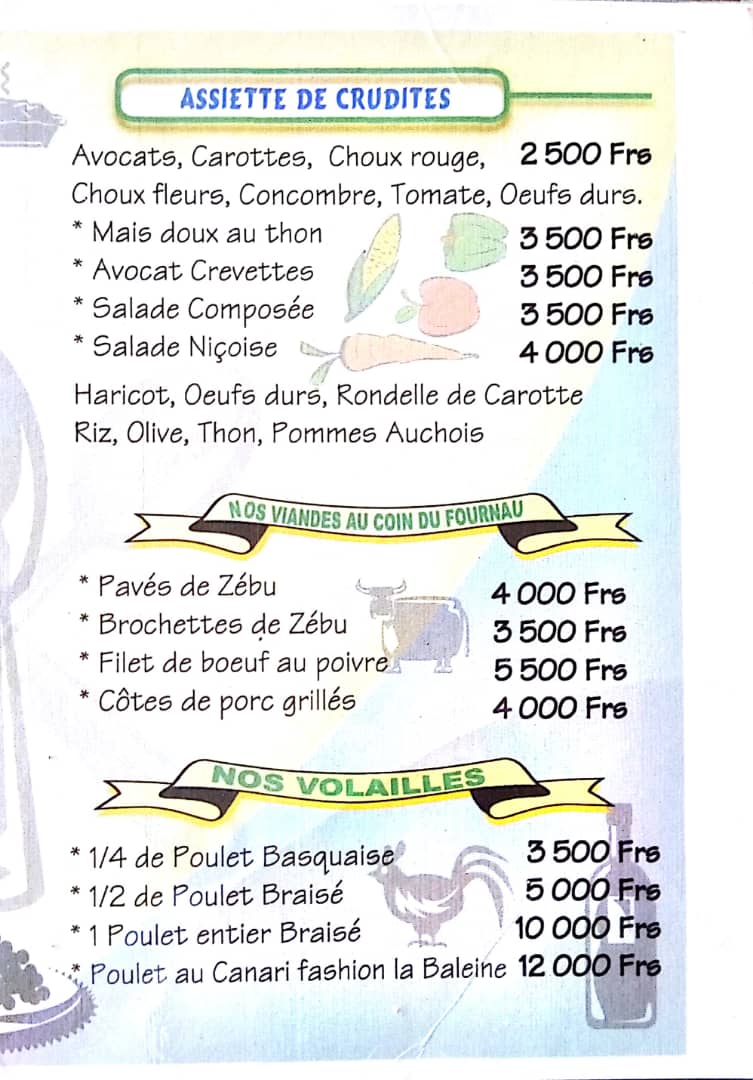 ASSIETTE DE CRUDITES
Avocats, Carottes, Choux rouge, 2 500 Frs
Choux fleurs, Concombre, Tomate, Oeufs durs.
* Mais doux au thon 3 500 Frs
* Avocat Crevettes 3 500 Frs
* Salade Composée 3 500 Frs
* Salade Niçoise 4 000 Frs
Haricot, Oeufs durs, Rondelle de Carotte
Riz, Olive, Thon, Pommes Auchois
NOS VIANDES AU COIN DU FOURNAU
* Pavés de Zébu 4 000 Frs
* Brochettes de Zébu 3 500 Frs
* Filet de boeuf au poivre 5 500 Frs
* Côtes de porc grillés 4 000 Frs
NOS VOLAILLES
* 1/4 de Poulet Basquaise 3 500 Frs
* 1/2 de Poulet Braisé 5 000 Frs
* 1 Poulet entier Braisé 10 000 Frs
* Poulet au Canari fashion la Baleine 12 000 Frs